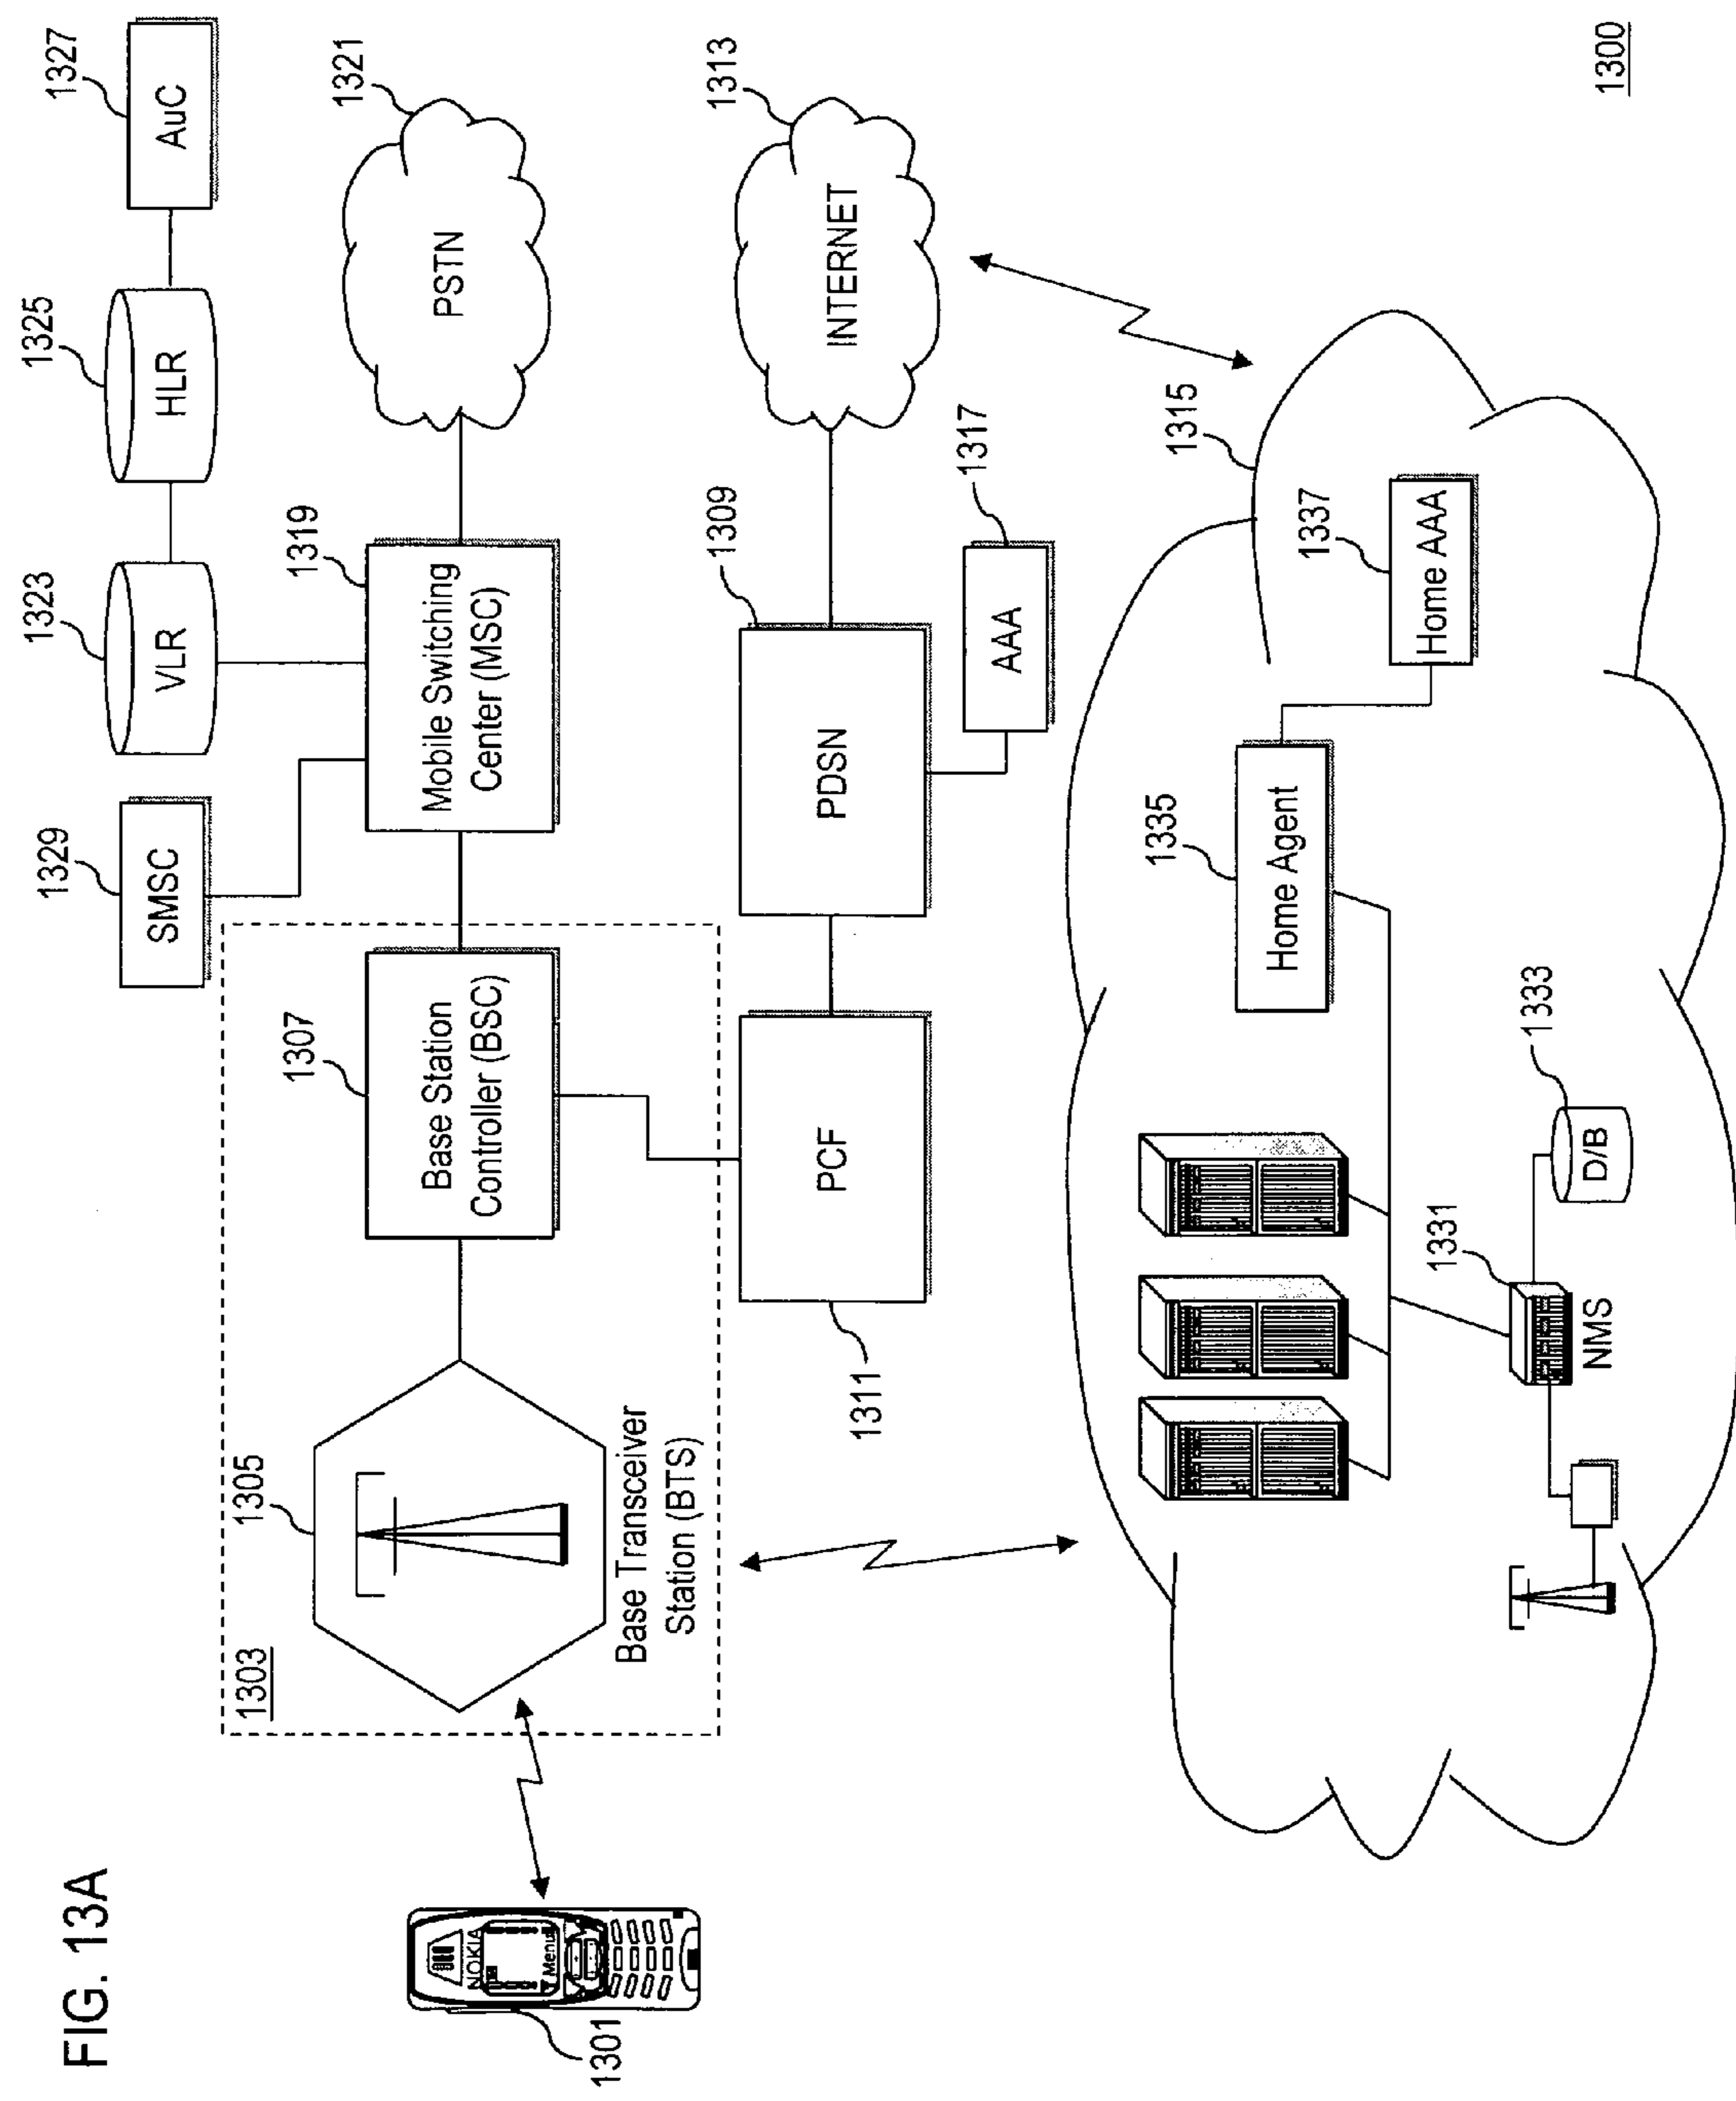 FIG. 13A
1300
1301
NOKIA
Menu
1303
1305
Base Transceiver
Station (BTS)
1307
Base Station
Controller (BSC)
1329
SMSC
1323
VLR
1325
HLR
1327
AuC
1319
Mobile Switching
Center (MSC)
1321
PSTN
1311
PCF
1309
PDSN
1317
AAA
1313
INTERNET
1315
1335
Home Agent
1337
Home AAA
1331
NMS
1333
D/B